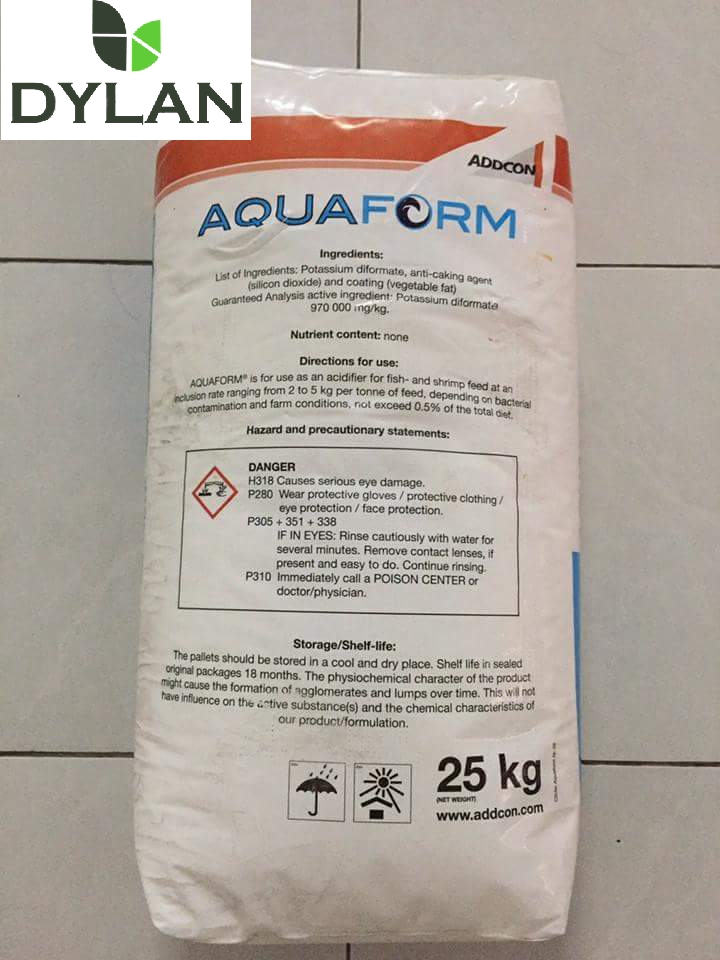 DYLAN
ADDCON
AQUAFORM
Ingredients:
List of Ingredients: Potassium diformate, anti-caking agent
(silicon dioxide) and coating (vegetable fat)
Guaranteed Analysis active ingredient: Potassium diformate
970 000 mg/kg.
Nutrient content: none
Directions for use:
AQUAFORM® is for use as an acidifier for fish- and shrimp feed at an
inclusion rate ranging from 2 to 5 kg per tonne of feed, depending on bacterial
contamination and farm conditions, not exceed 0.5% of the total diet.
Hazard and precautionary statements:
DANGER
H318 Causes serious eye damage.
P280 Wear protective gloves / protective clothing /
eye protection / face protection.
P305 + 351 + 338
IF IN EYES: Rinse cautiously with water for
several minutes. Remove contact lenses, if
present and easy to do. Continue rinsing.
P310 Immediately call a POISON CENTER or
doctor/physician.
Storage/Shelf-life:
The pallets should be stored in a cool and dry place. Shelf life in sealed
original packages 18 months. The physiochemical character of the product
might cause the formation of agglomerates and lumps over time. This will not
have influence on the active substance(s) and the chemical characteristics of
our product/formulation.
25 kg
(NET WEIGHT)
www.addcon.com